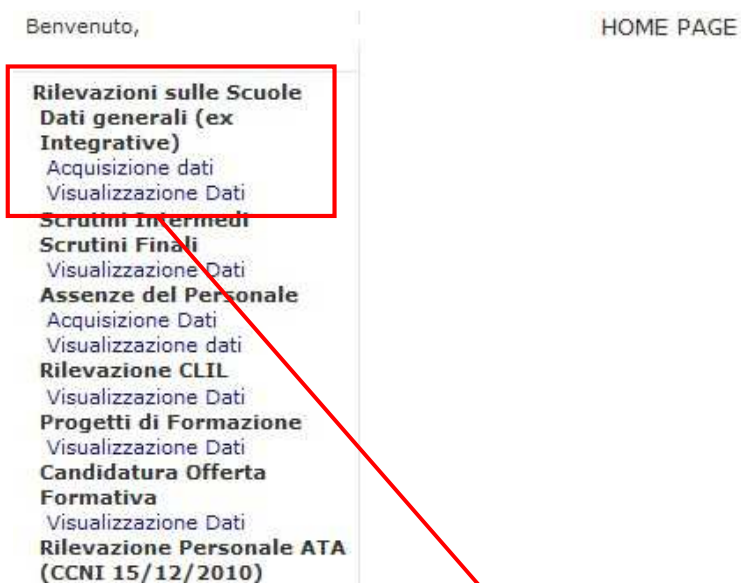 Benvenuto,
HOME PAGE
Rilevazioni sulle Scuole
Dati generali (ex
Integrative)
Acquisizione dati
Visualizzazione Dati
Scrutini Intermedi
Scrutini Finali
Visualizzazione Dati
Assenze del Personale
Acquisizione Dati
Visualizzazione dati
Rilevazione CLIL
Visualizzazione Dati
Progetti di Formazione
Visualizzazione Dati
Candidatura Offerta
Formativa
Visualizzazione Dati
Rilevazione Personale ATA
(CCNI 15/12/2010)